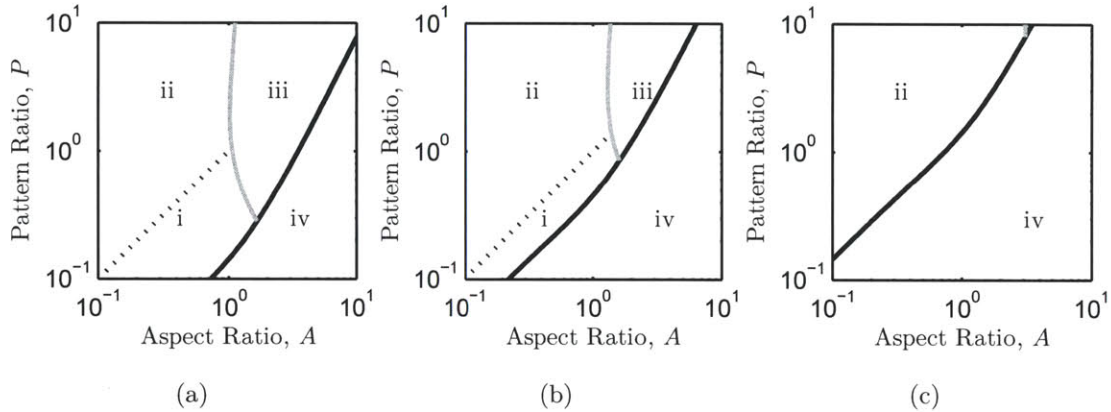 Pattern Ratio, P
10^1
10^0
10^-1
ii
iii
i
iv
10^-1
10^0
10^1
Aspect Ratio, A
(a)
Pattern Ratio, P
10^1
10^0
10^-1
ii
iii
i
iv
10^-1
10^0
10^1
Aspect Ratio, A
(b)
Pattern Ratio, P
10^1
10^0
10^-1
ii
iv
10^-1
10^0
10^1
Aspect Ratio, A
(c)